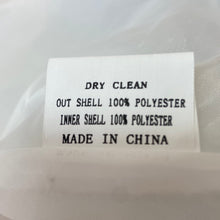 DRY CLEAN
OUT SHELL 100% POLYESTER
INNER SHELL 100% POLYESTER
MADE IN CHINA